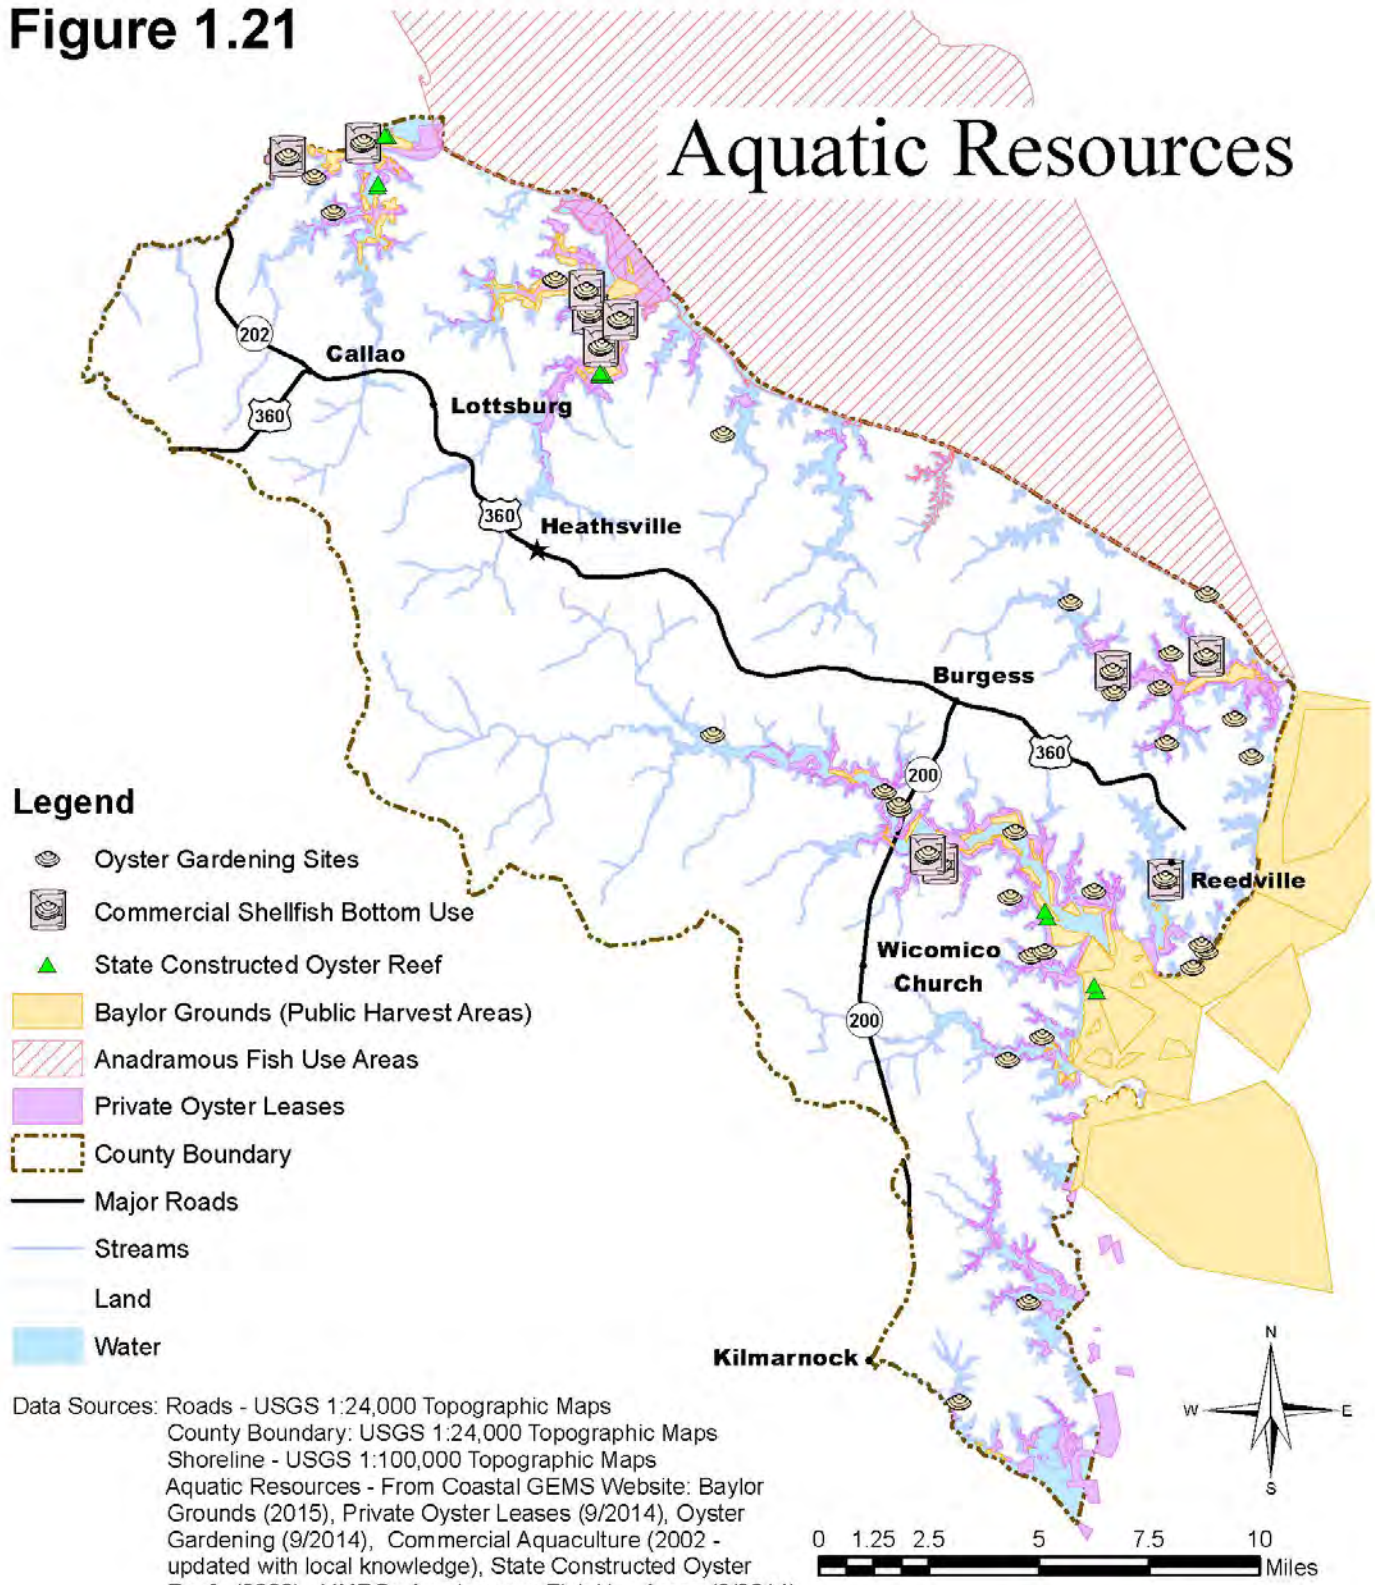 Figure 1.21
Aquatic Resources
202
Callao
360
Lottsburg
360
Heathsville
Burgess
360
200
Reedville
Wicomico
Church
200
Kilmarnock
Legend
Oyster Gardening Sites
Commercial Shellfish Bottom Use
State Constructed Oyster Reef
Baylor Grounds (Public Harvest Areas)
Anadramous Fish Use Areas
Private Oyster Leases
County Boundary
Major Roads
Streams
Land
Water
Data Sources: Roads - USGS 1:24,000 Topographic Maps
County Boundary: USGS 1:24,000 Topographic Maps
Shoreline - USGS 1:100,000 Topographic Maps
Aquatic Resources - From Coastal GEMS Website: Baylor
Grounds (2015), Private Oyster Leases (9/2014), Oyster
Gardening (9/2014), Commercial Aquaculture (2002 -
updated with local knowledge), State Constructed Oyster
N
W E
S
0 1.25 2.5 5 7.5 10
Miles